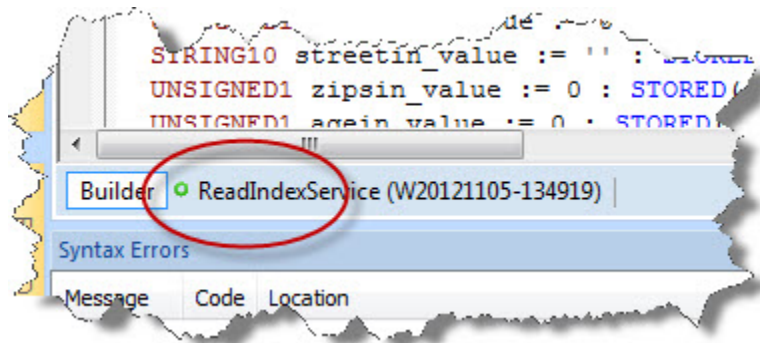 STRING10 streetin_value := '' : STORED
UNSIGNED1 zipsin_value := 0 : STORED(
UNSIGNED1 agein_value := 0 : STORED(
Builder ReadIndexService (W20121105-134919)
Syntax Errors
Message Code Location